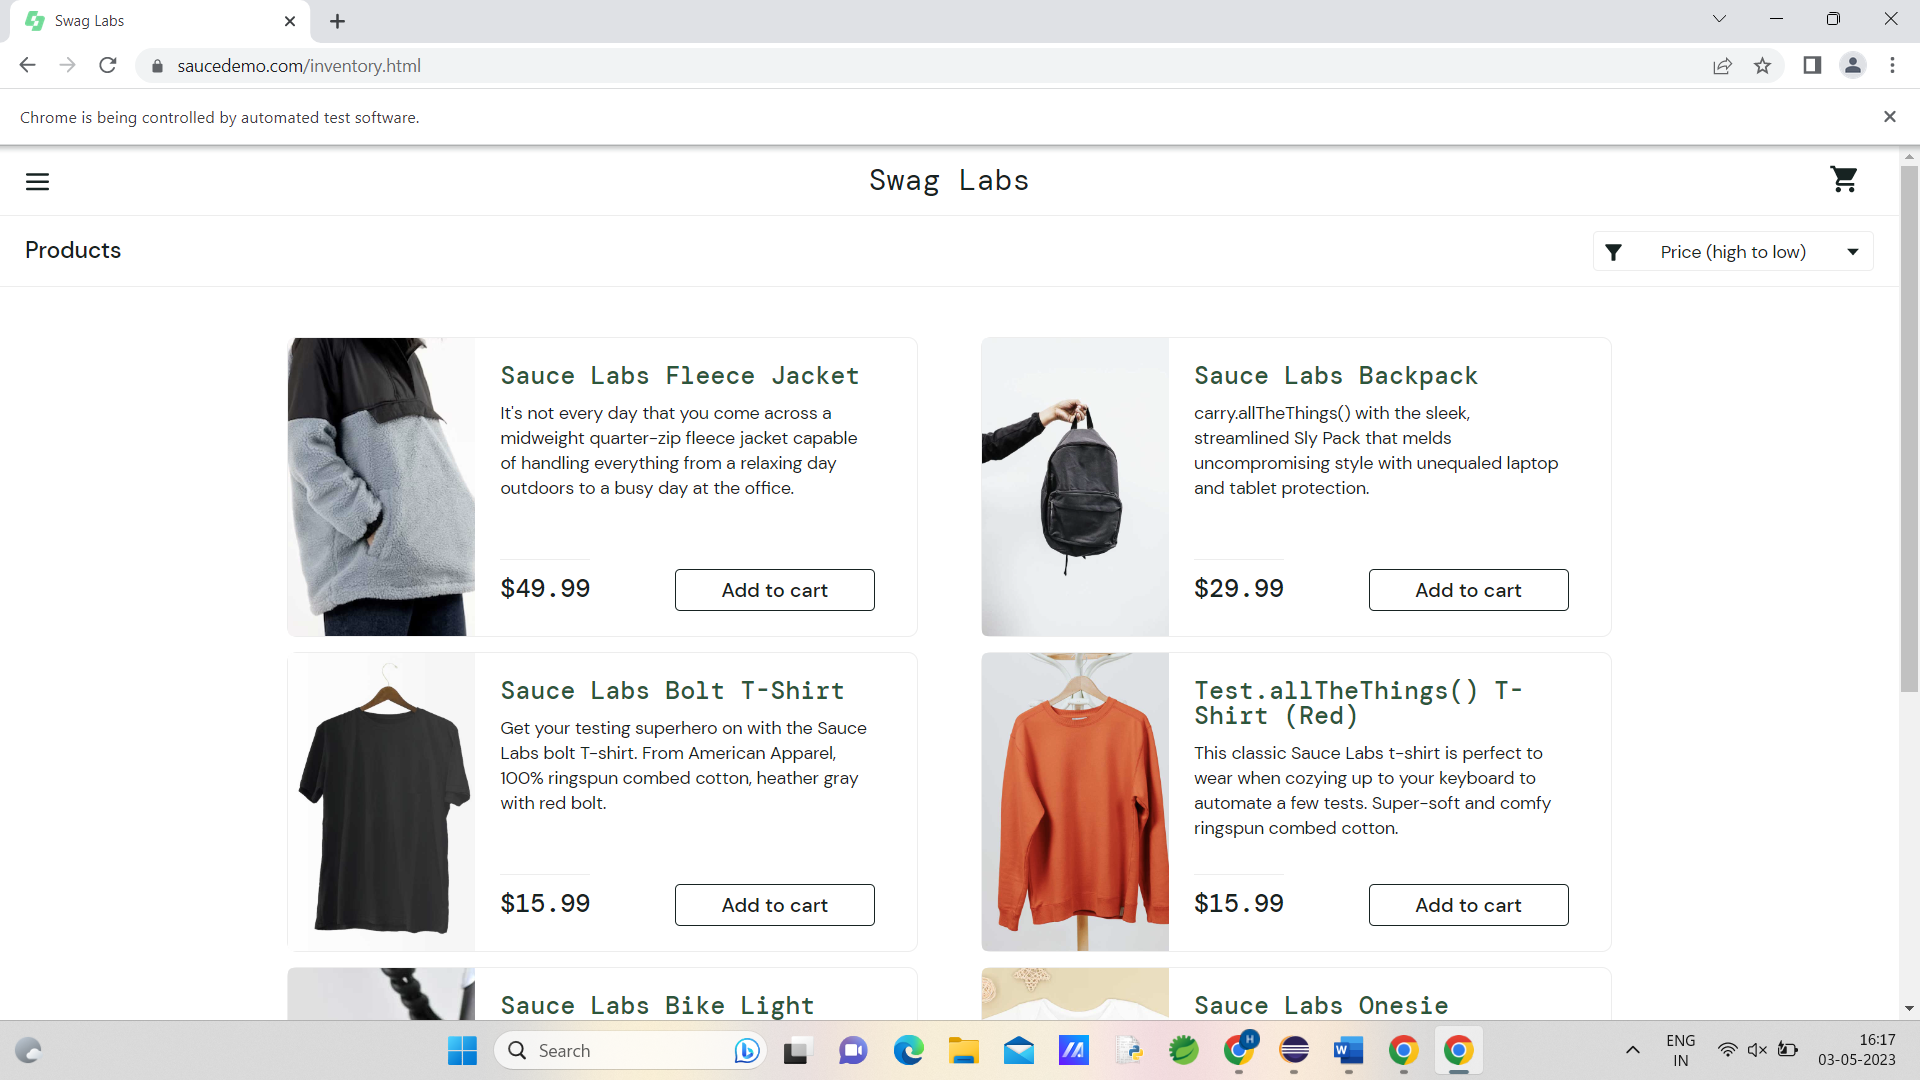 Swag Labs
saucedemo.com/inventory.html
Chrome is being controlled by automated test software.
Swag Labs
Products
Price (high to low)
Sauce Labs Fleece Jacket
It's not every day that you come across a
midweight quarter-zip fleece jacket capable
of handling everything from a relaxing day
outdoors to a busy day at the office.
$49.99
Add to cart
Sauce Labs Backpack
carry.allTheThings() with the sleek,
streamlined Sly Pack that melds
uncompromising style with unequaled laptop
and tablet protection.
$29.99
Add to cart
Sauce Labs Bolt T-Shirt
Get your testing superhero on with the Sauce
Labs bolt T-shirt. From American Apparel,
100% ringspun combed cotton, heather gray
with red bolt.
$15.99
Add to cart
Test.allTheThings() T-
Shirt (Red)
This classic Sauce Labs t-shirt is perfect to
wear when cozying up to your keyboard to
automate a few tests. Super-soft and comfy
ringspun combed cotton.
$15.99
Add to cart
Sauce Labs Bike Light
Sauce Labs Onesie
Search
H
W
ENG
IN
16:17
03-05-2023